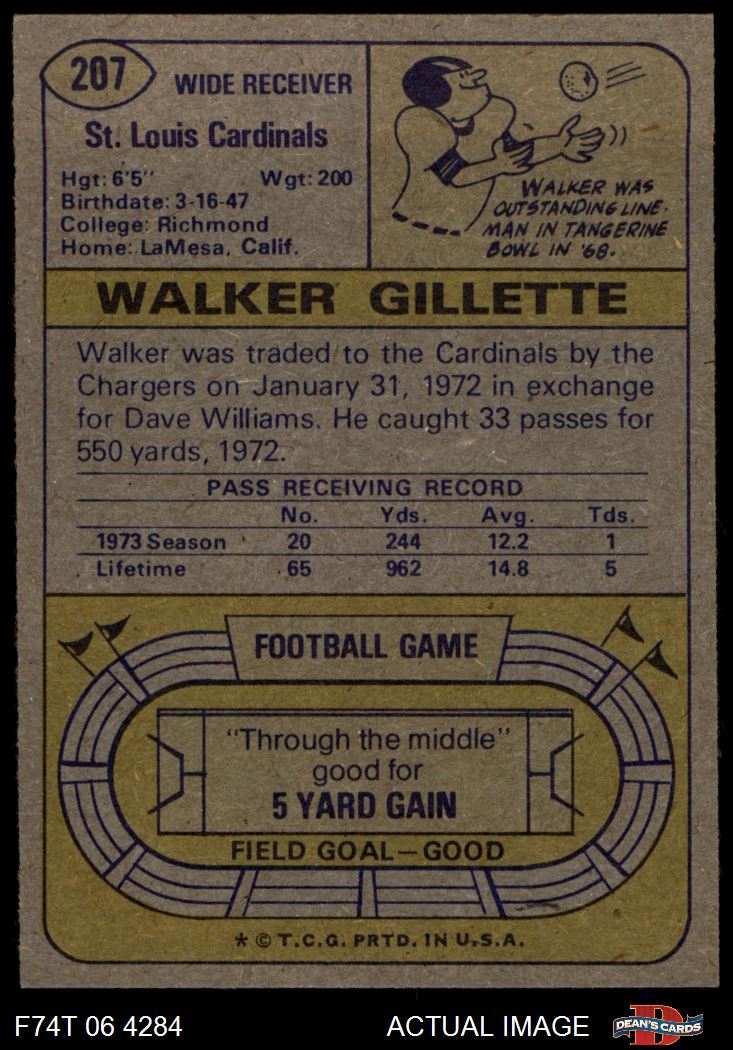 207
WIDE RECEIVER
St. Louis Cardinals
Hgt: 6'5" Wgt: 200
Birthdate: 3-16-47
College: Richmond
Home: LaMesa, Calif.
WALKER WAS
OUTSTANDING LINE-
MAN IN TANGERINE
BOWL IN '68.
WALKER GILLETTE
Walker was traded to the Cardinals by the
Chargers on January 31, 1972 in exchange
for Dave Williams. He caught 33 passes for
550 yards, 1972.
PASS RECEIVING RECORD
No. Yds. Avg. Tds.
1973 Season 20 244 12.2 1
Lifetime 65 962 14.8 5
FOOTBALL GAME
"Through the middle"
good for
5 YARD GAIN
FIELD GOAL—GOOD
* © T.C.G. PRTD. IN U.S.A.
F74T 06 4284 ACTUAL IMAGE D DEAN'S CARDS